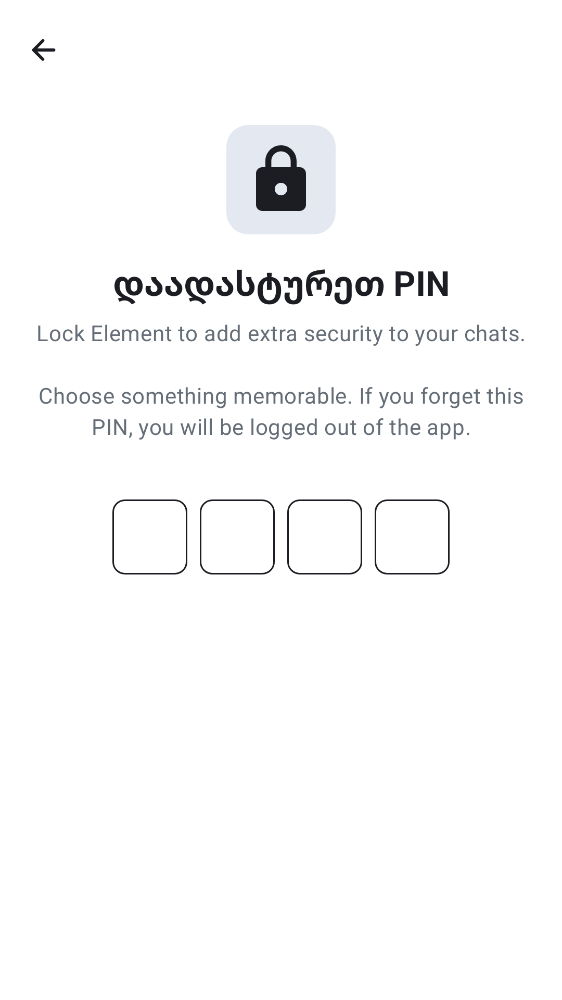 დაადასტურეთ PIN
Lock Element to add extra security to your chats.
Choose something memorable. If you forget this
PIN, you will be logged out of the app.